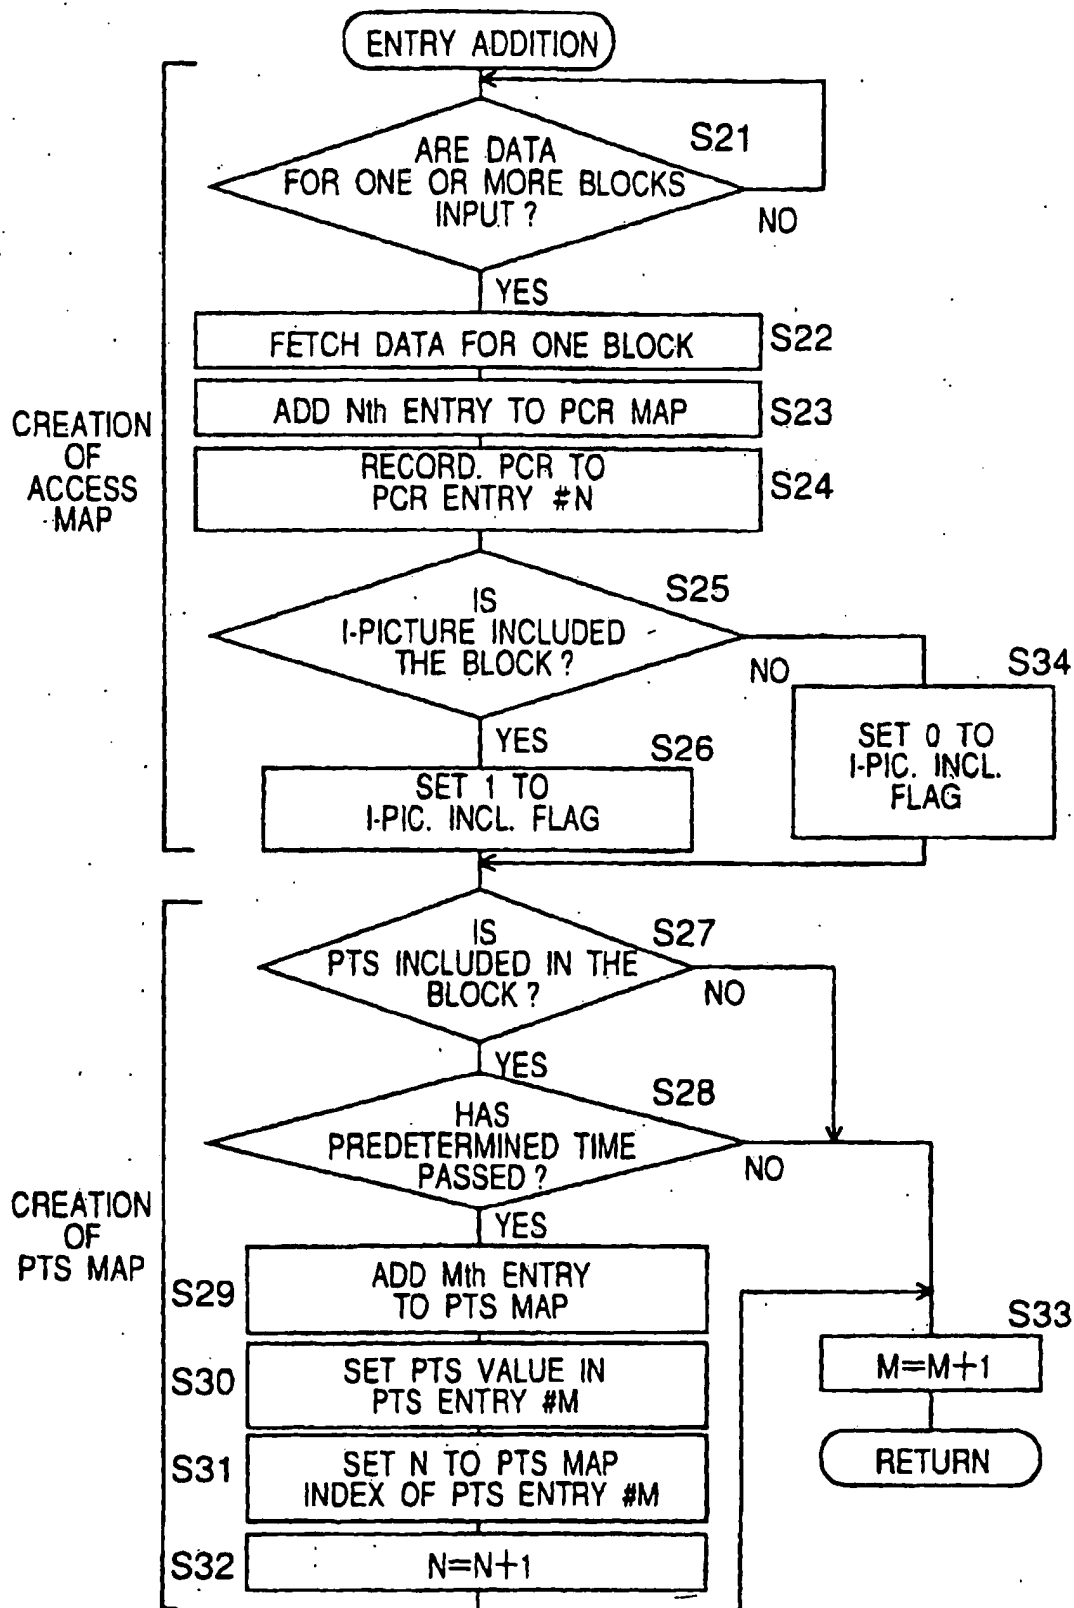 ENTRY ADDITION
S21
ARE DATA
FOR ONE OR MORE BLOCKS
INPUT ?
NO
YES
FETCH DATA FOR ONE BLOCK
S22
ADD Nth ENTRY TO PCR MAP
S23
RECORD. PCR TO
PCR ENTRY #N
S24
CREATION
OF
ACCESS
MAP
S25
IS
I-PICTURE INCLUDED
THE BLOCK ?
NO
YES
S34
SET 0 TO
I-PIC. INCL.
FLAG
S26
SET 1 TO
I-PIC. INCL. FLAG
S27
IS
PTS INCLUDED IN THE
BLOCK ?
NO
YES
S28
HAS
PREDETERMINED TIME
PASSED ?
NO
YES
CREATION
OF
PTS MAP
S29
ADD Mth ENTRY
TO PTS MAP
S30
SET PTS VALUE IN
PTS ENTRY #M
S31
SET N TO PTS MAP
INDEX OF PTS ENTRY #M
S32
N=N+1
S33
M=M+1
RETURN